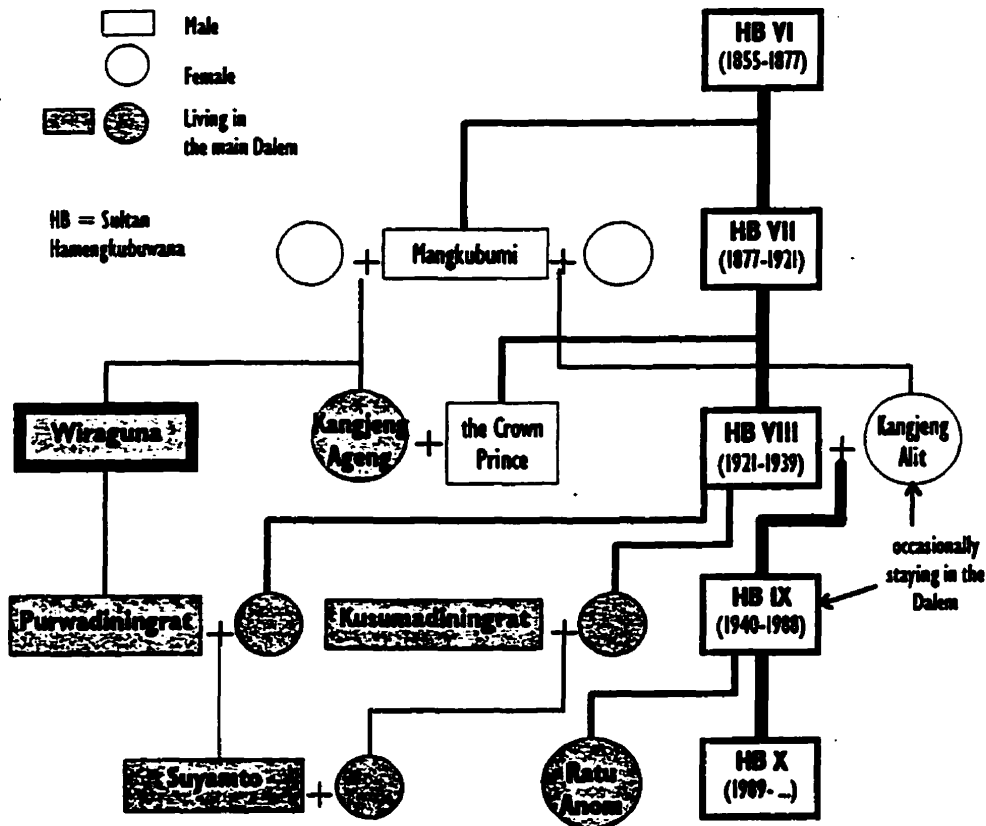 Male
Female
Living in
the main Dalem
HB = Sultan
Hamengkubuwana
HB VI
(1855-1877)
HB VII
(1877-1921)
Mangkubumi
Wiraguna
Kangjeng
Ageng
the Crown
Prince
HB VIII
(1921-1939)
Kangjeng
Alit
occasionally
staying in the
Dalem
Purwadiningrat
Kusumadiningrat
HB IX
(1940-1988)
Suyamto
Ratu
Anom
HB X
(1989- ...)